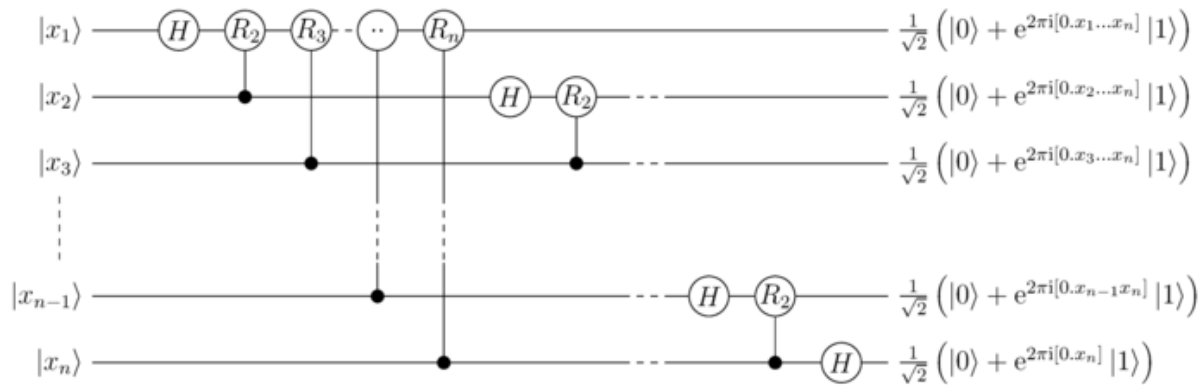 |x₁⟩ H R₂ R₃ ·· Rₙ 1/√2 (|0⟩ + e^{2πi[0.x₁...xₙ]} |1⟩)
|x₂⟩ H R₂ 1/√2 (|0⟩ + e^{2πi[0.x₂...xₙ]} |1⟩)
|x₃⟩ 1/√2 (|0⟩ + e^{2πi[0.x₃...xₙ]} |1⟩)
|xₙ₋₁⟩ H R₂ 1/√2 (|0⟩ + e^{2πi[0.xₙ₋₁xₙ]} |1⟩)
|xₙ⟩ H 1/√2 (|0⟩ + e^{2πi[0.xₙ]} |1⟩)